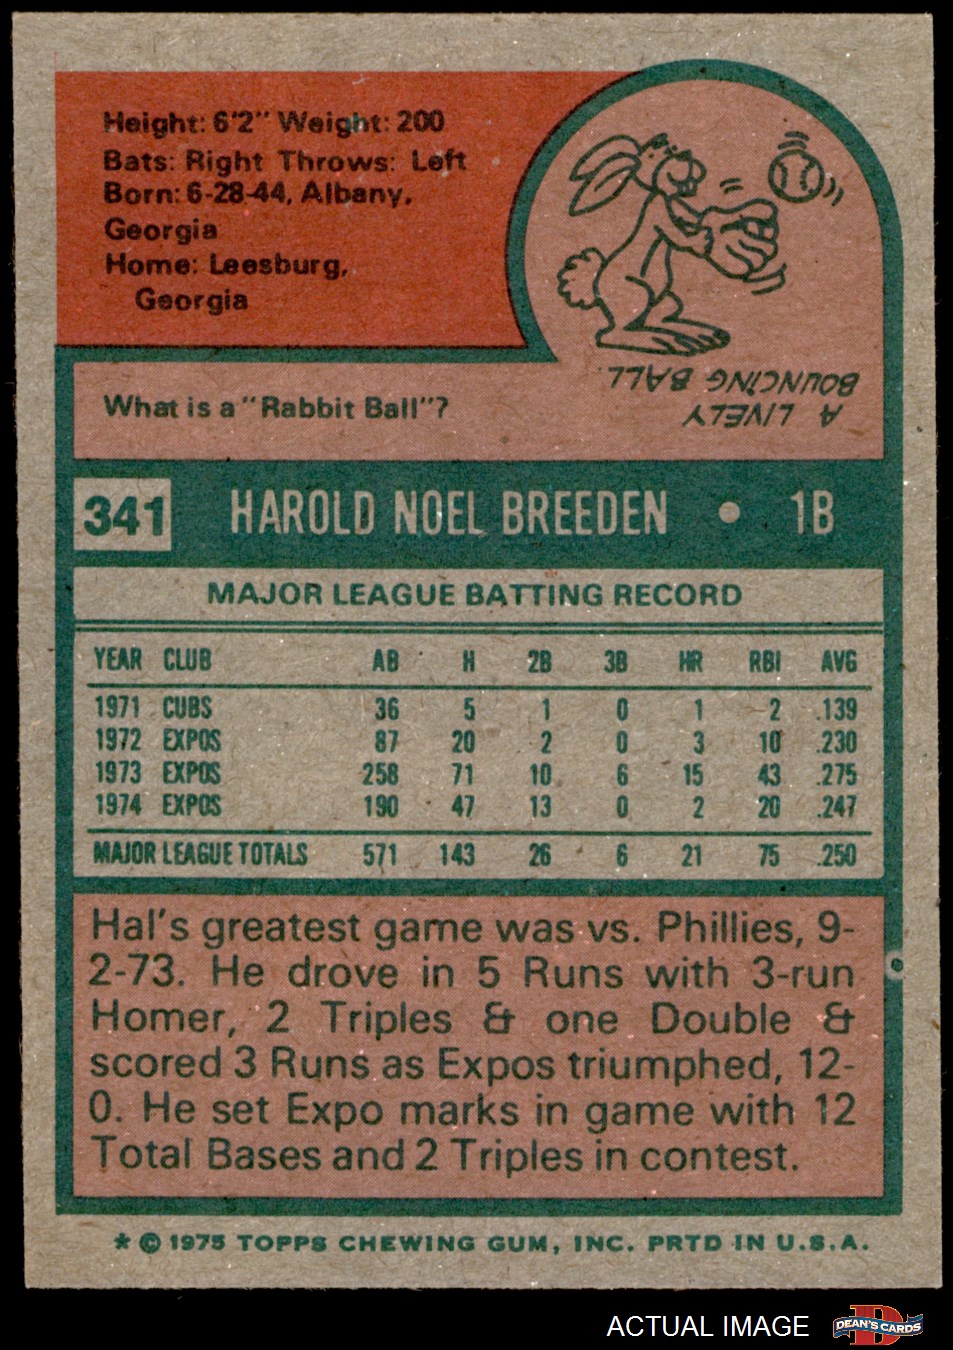 Height: 6'2" Weight: 200
Bats: Right Throws: Left
Born: 6-28-44, Albany,
Georgia
Home: Leesburg,
Georgia
What is a "Rabbit Ball"?
A LIVELY
BOUNCING BALL.
341 HAROLD NOEL BREEDEN • 1B
MAJOR LEAGUE BATTING RECORD
YEAR CLUB AB H 2B 3B HR RBI AVG
1971 CUBS 36 5 1 0 1 2 .139
1972 EXPOS 87 20 2 0 3 10 .230
1973 EXPOS 258 71 10 6 15 43 .275
1974 EXPOS 190 47 13 0 2 20 .247
MAJOR LEAGUE TOTALS 571 143 26 6 21 75 .250
Hal's greatest game was vs. Phillies, 9-
2-73. He drove in 5 Runs with 3-run
Homer, 2 Triples & one Double &
scored 3 Runs as Expos triumphed, 12-
0. He set Expo marks in game with 12
Total Bases and 2 Triples in contest.
* © 1975 TOPPS CHEWING GUM, INC. PRTD IN U.S.A.
ACTUAL IMAGE
D
DEAN'S CARDS